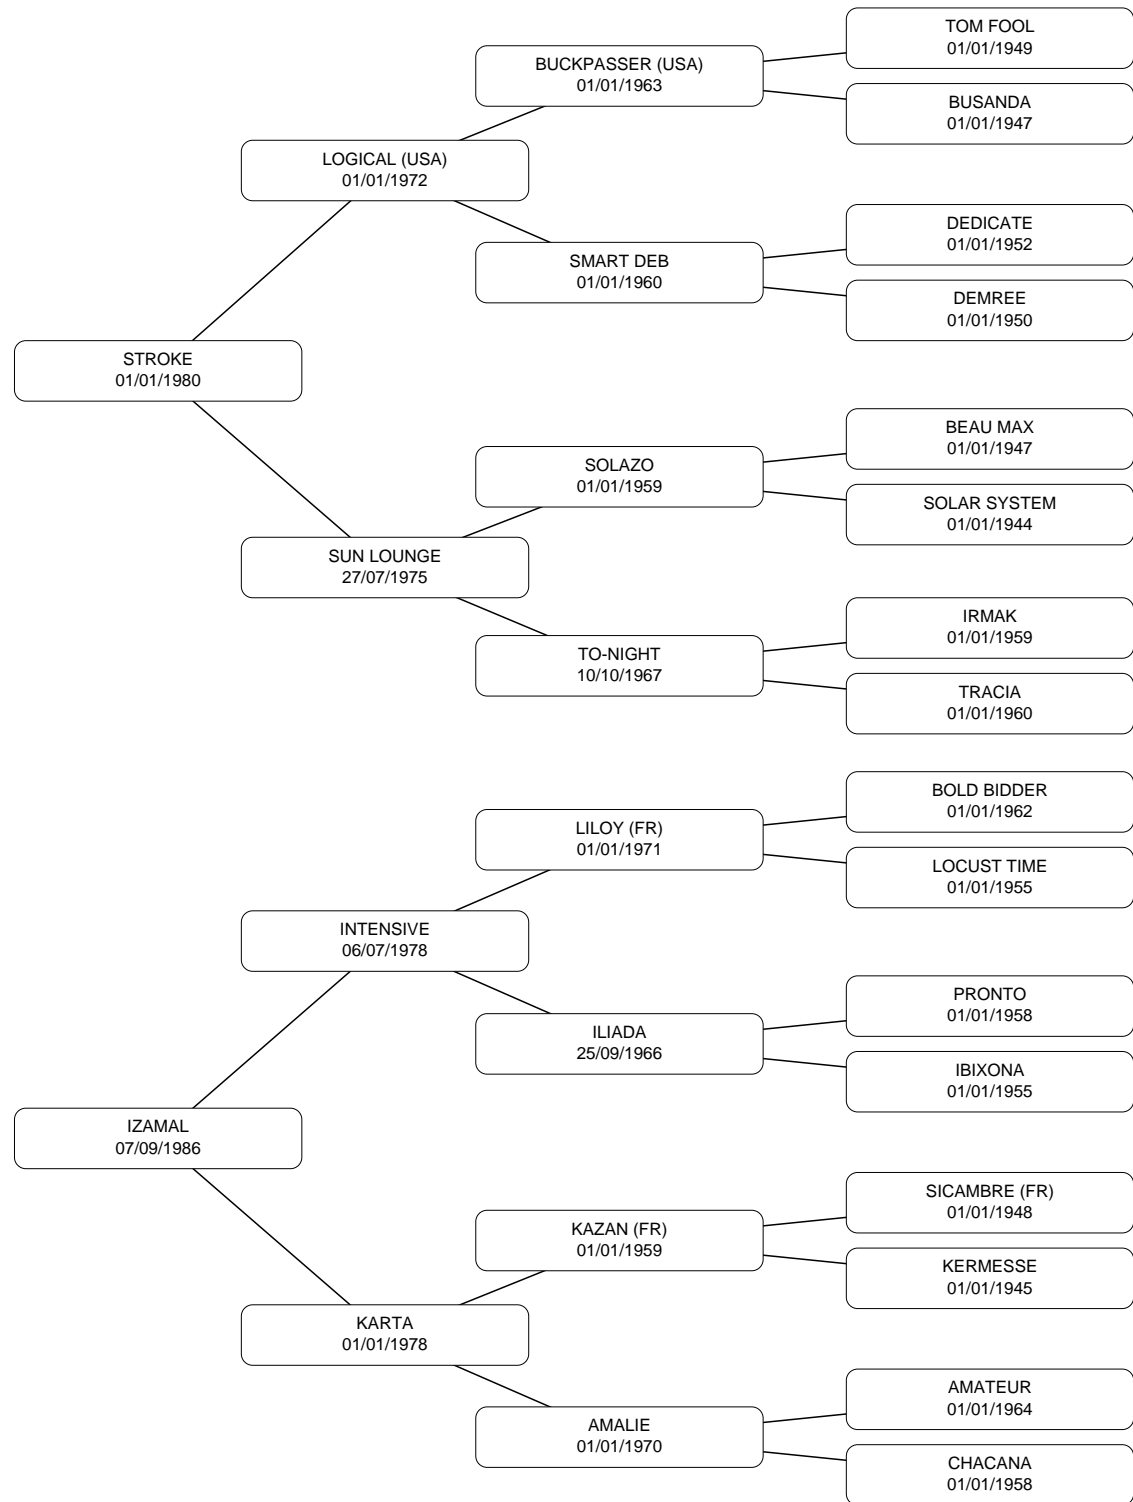 TOM FOOL
01/01/1949
BUCKPASSER (USA)
01/01/1963
BUSANDA
01/01/1947
LOGICAL (USA)
01/01/1972
DEDICATE
01/01/1952
SMART DEB
01/01/1960
DEMREE
01/01/1950
STROKE
01/01/1980
BEAU MAX
01/01/1947
SOLAZO
01/01/1959
SOLAR SYSTEM
01/01/1944
SUN LOUNGE
27/07/1975
IRMAK
01/01/1959
TO-NIGHT
10/10/1967
TRACIA
01/01/1960
BOLD BIDDER
01/01/1962
LILOY (FR)
01/01/1971
LOCUST TIME
01/01/1955
INTENSIVE
06/07/1978
PRONTO
01/01/1958
ILIADA
25/09/1966
IBIXONA
01/01/1955
IZAMAL
07/09/1986
SICAMBRE (FR)
01/01/1948
KAZAN (FR)
01/01/1959
KERMESSE
01/01/1945
KARTA
01/01/1978
AMATEUR
01/01/1964
AMALIE
01/01/1970
CHACANA
01/01/1958